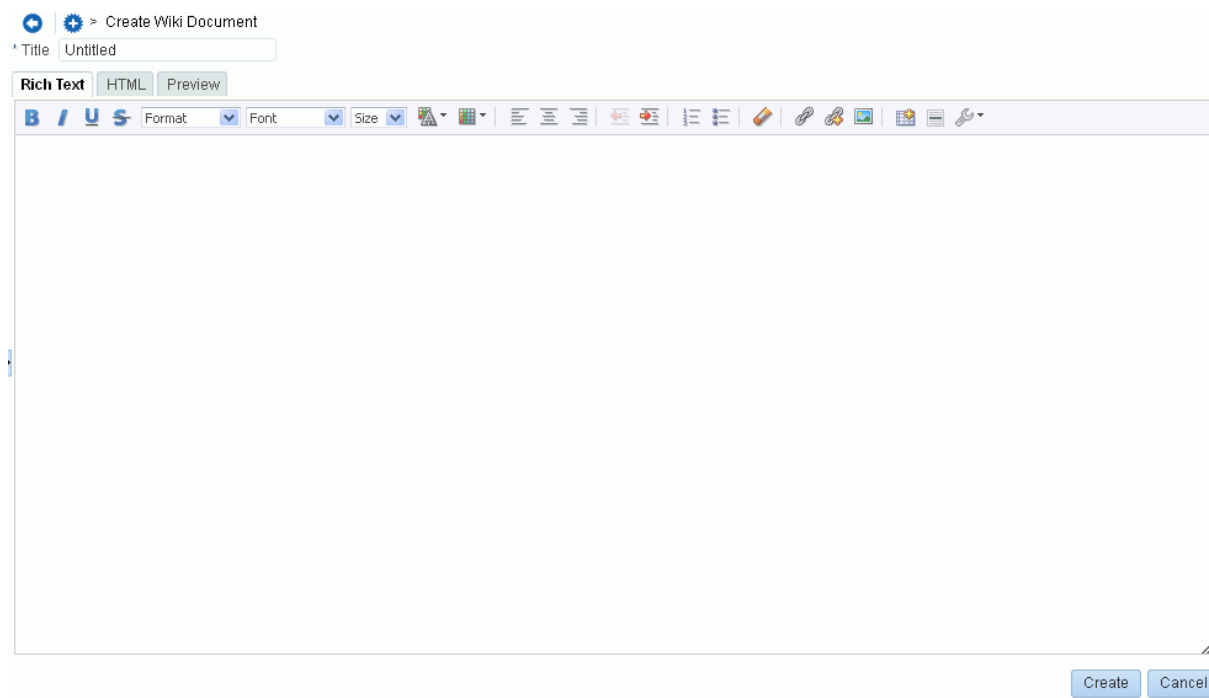 > Create Wiki Document
* Title Untitled
Rich Text HTML Preview
B I U S Format Font Size
Create Cancel